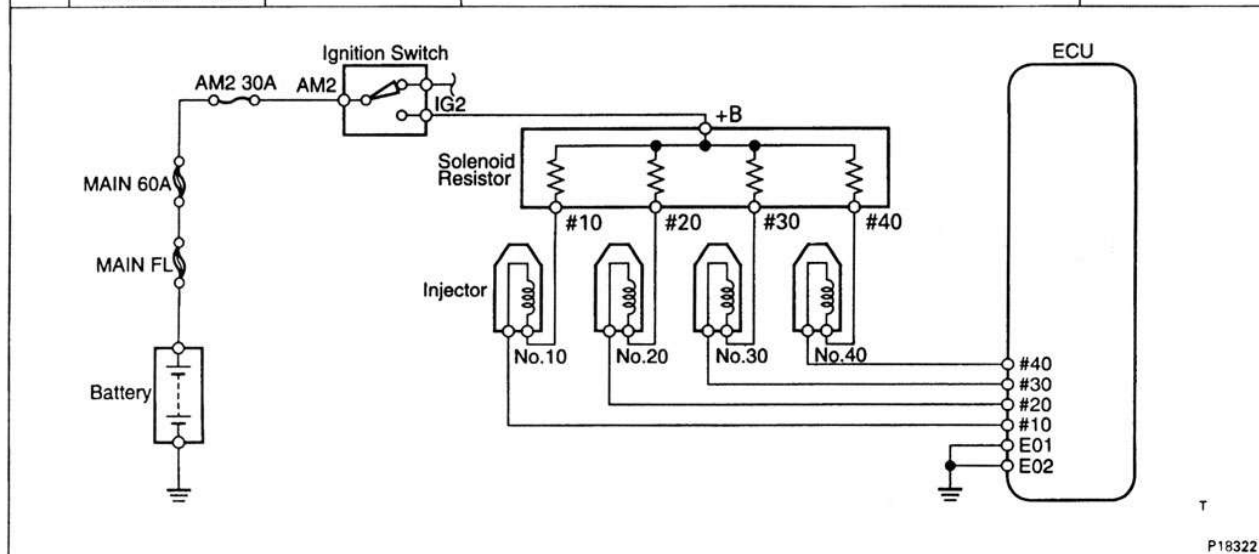 Ignition Switch
ECU
AM2 30A
AM2
IG2
+B
Solenoid
Resistor
MAIN 60A
#10
#20
#30
#40
MAIN FL
Injector
No.10
No.20
No.30
No.40
Battery
#40
#30
#20
#10
E01
E02
T
P18322